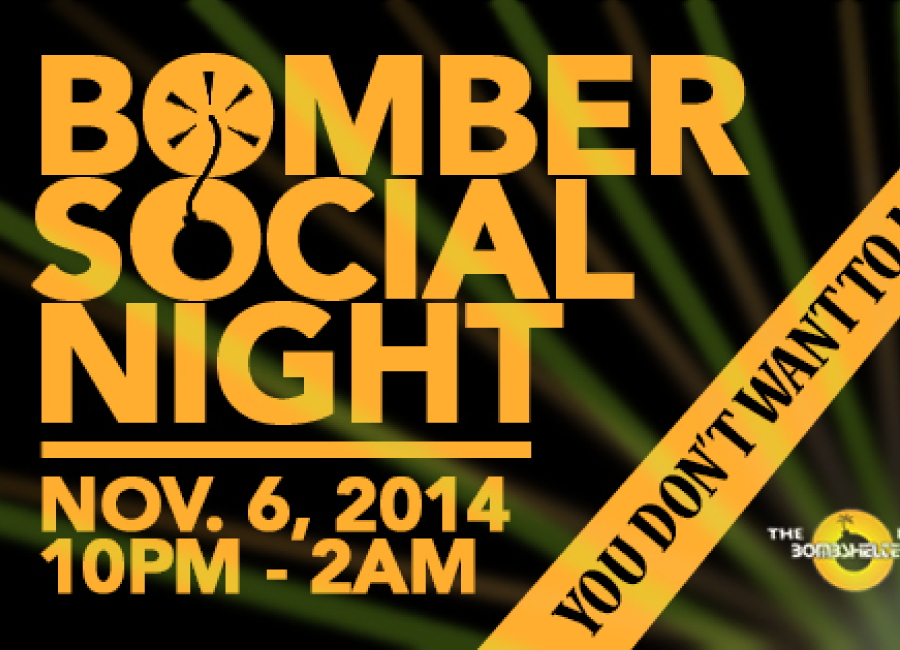 BOMBER
SOCIAL
NIGHT
NOV. 6, 2014
10PM - 2AM
YOU DON'T WANT TO
THE